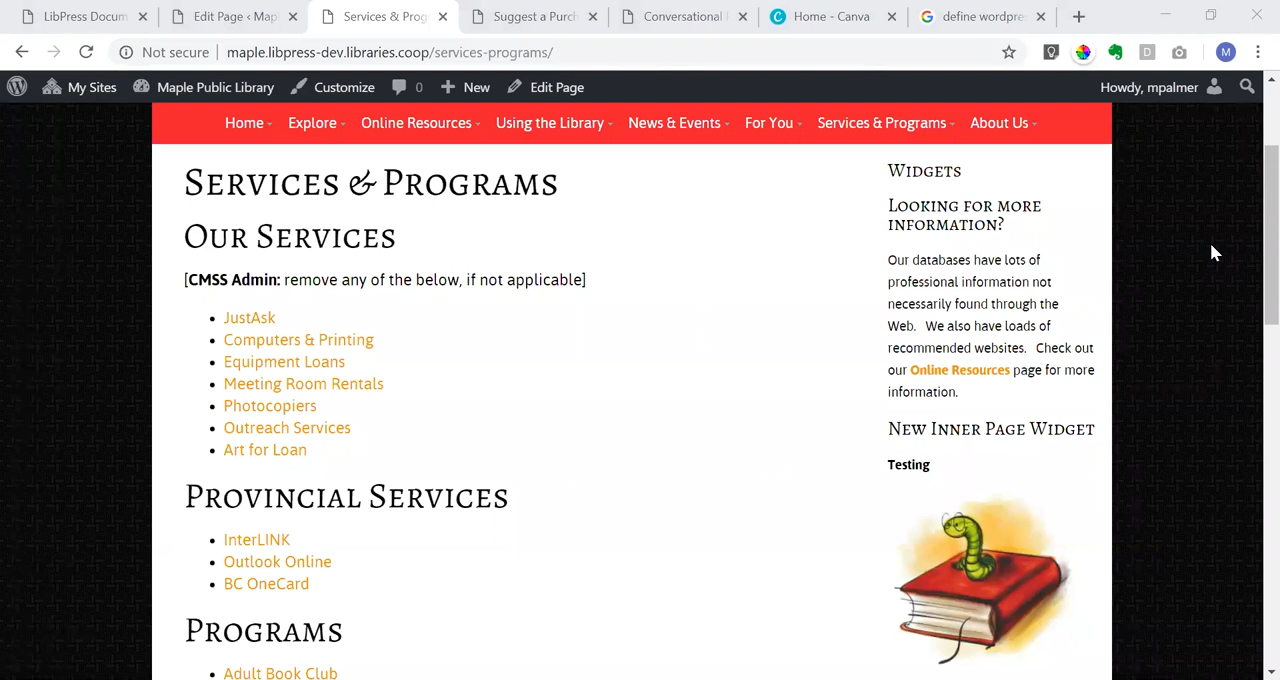 LibPress Docum
Edit Page ‹ Map
Services & Prog
Suggest a Purch
Conversational
Home - Canva
define wordpre
Not secure
maple.libpress-dev.libraries.coop/services-programs/
D
M
My Sites
Maple Public Library
Customize
0
New
Edit Page
Howdy, mpalmer
Home
Explore
Online Resources
Using the Library
News & Events
For You
Services & Programs
About Us
Services & Programs
Our Services
[CMSS Admin: remove any of the below, if not applicable]
JustAsk
Computers & Printing
Equipment Loans
Meeting Room Rentals
Photocopiers
Outreach Services
Art for Loan
Provincial Services
InterLINK
Outlook Online
BC OneCard
Programs
Adult Book Club
Widgets
Looking for more
information?
Our databases have lots of
professional information not
necessarily found through the
Web. We also have loads of
recommended websites. Check out
our Online Resources page for more
information.
New Inner Page Widget
Testing